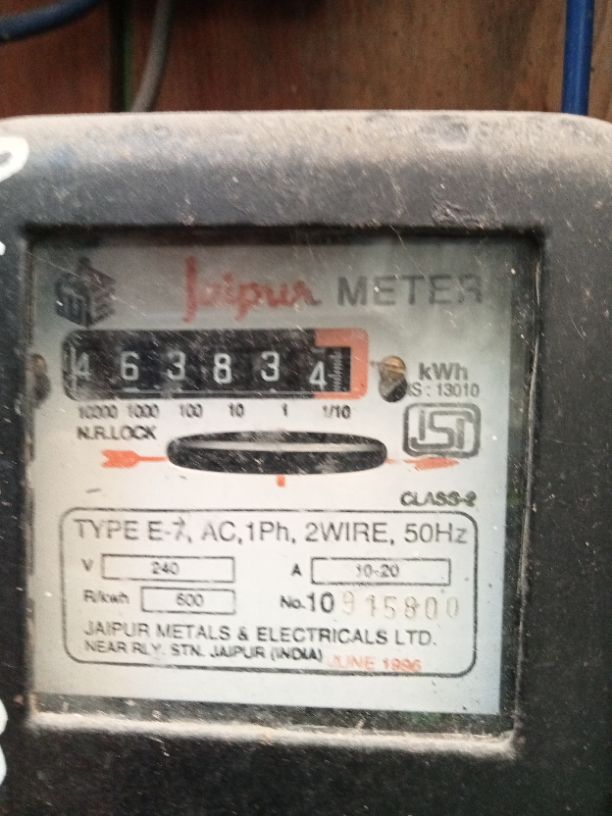 Jaipur METER
4 6 3 8 3 4
kWh
IS : 13010
10000 1000 100 10 1 1/10
N.R.LOCK
ISI
CLASS-2
TYPE E-7, AC,1Ph, 2WIRE, 50Hz
V 240 A 10-20
R/kwh 600 No.10 915800
JAIPUR METALS & ELECTRICALS LTD.
NEAR RLY. STN. JAIPUR (INDIA) JUNE 1996